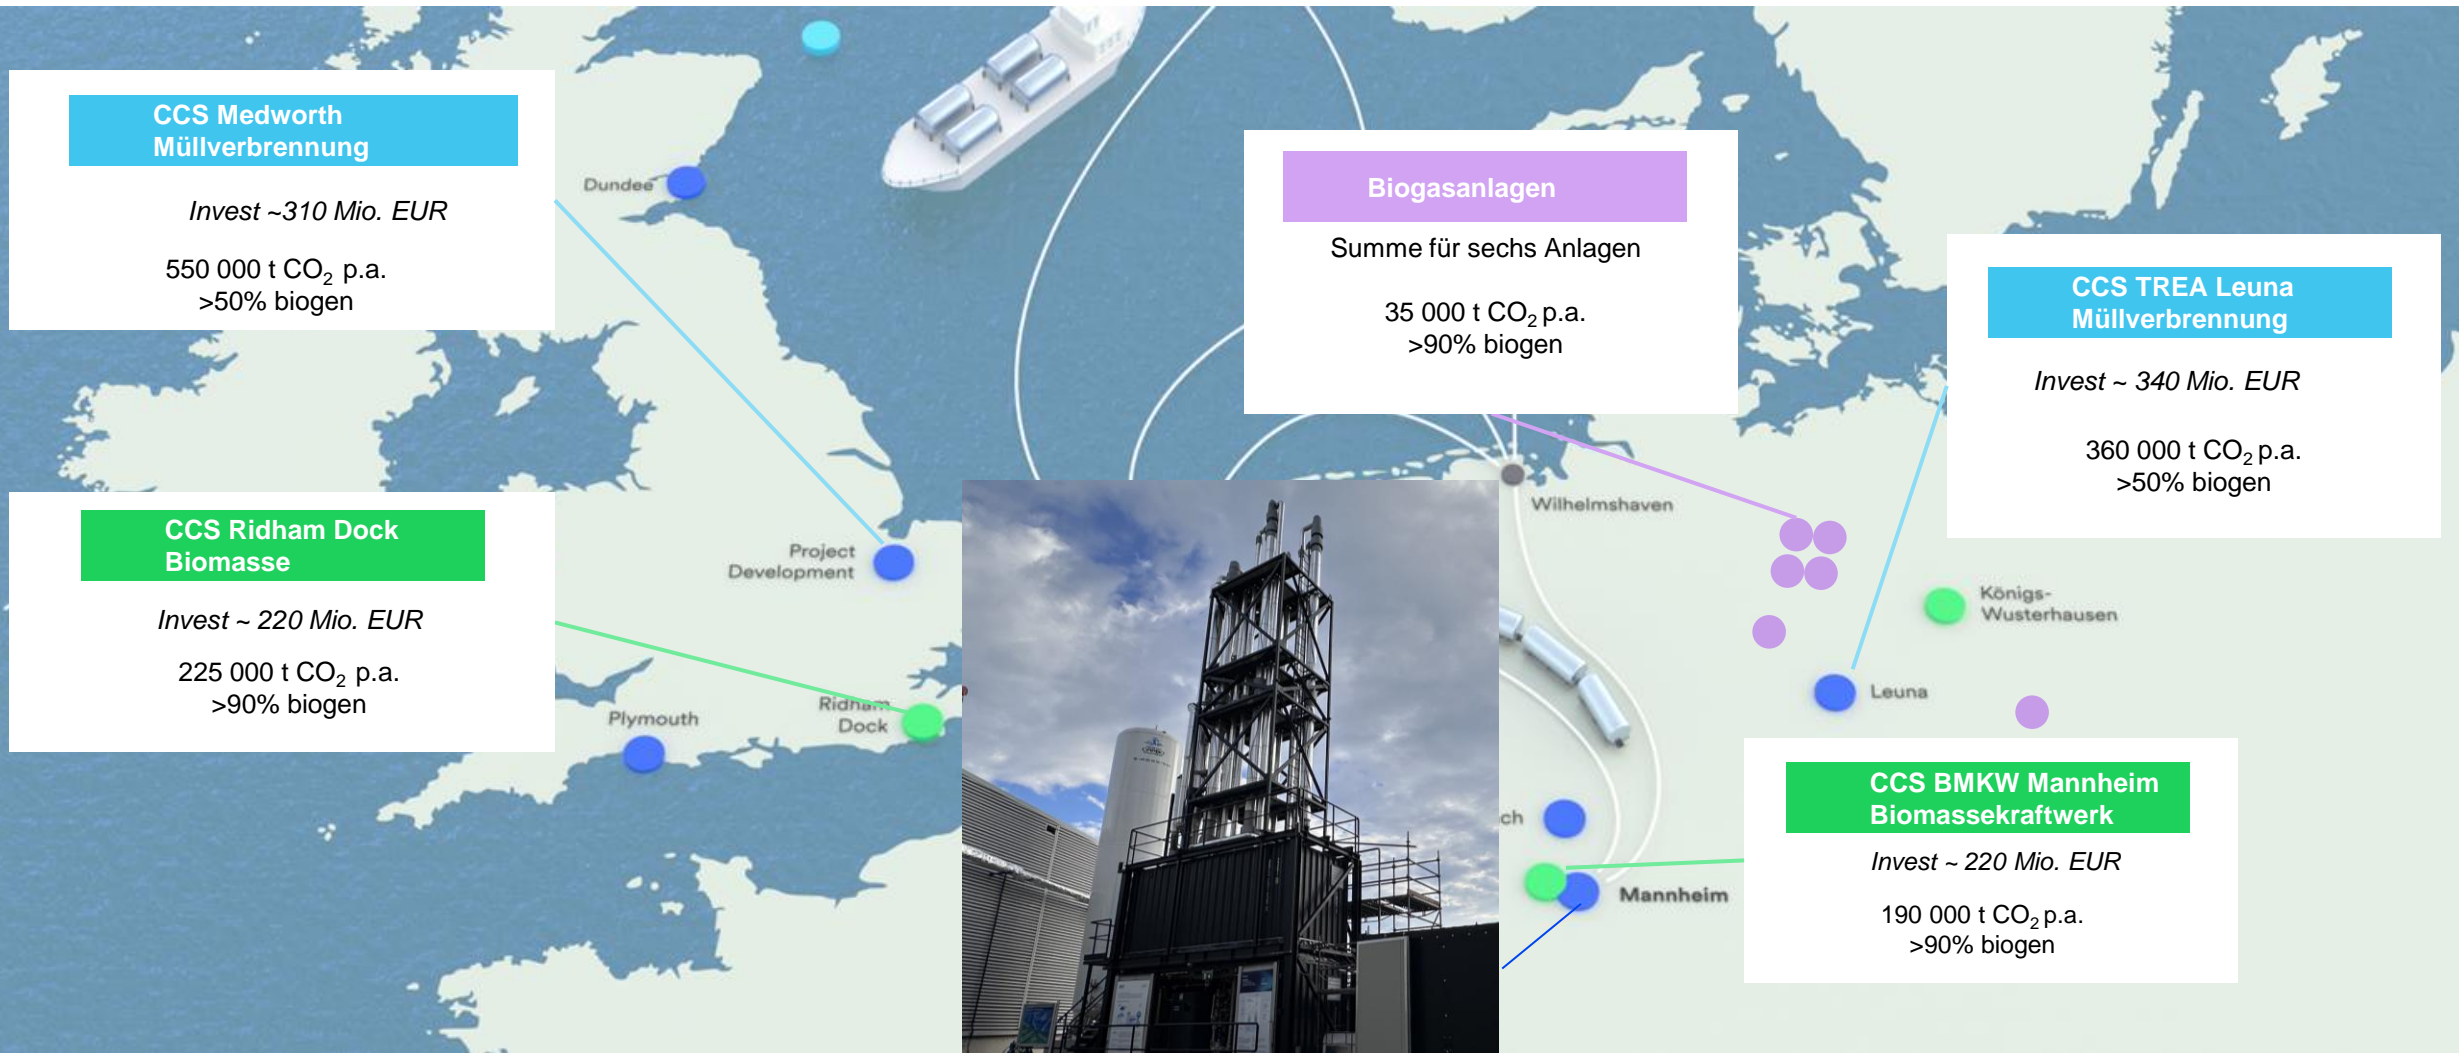 CCS Medworth
Müllverbrennung
Invest ~310 Mio. EUR
550 000 t CO₂ p.a.
>50% biogen
Dundee
Biogasanlagen
Summe für sechs Anlagen
35 000 t CO₂ p.a.
>90% biogen
CCS TREA Leuna
Müllverbrennung
Invest ~ 340 Mio. EUR
360 000 t CO₂ p.a.
>50% biogen
CCS Ridham Dock
Biomasse
Invest ~ 220 Mio. EUR
225 000 t CO₂ p.a.
>90% biogen
Project
Development
Wilhelmshaven
Königs-
Wusterhausen
Leuna
Plymouth
Ridham
Dock
ch
Mannheim
CCS BMKW Mannheim
Biomassekraftwerk
Invest ~ 220 Mio. EUR
190 000 t CO₂ p.a.
>90% biogen